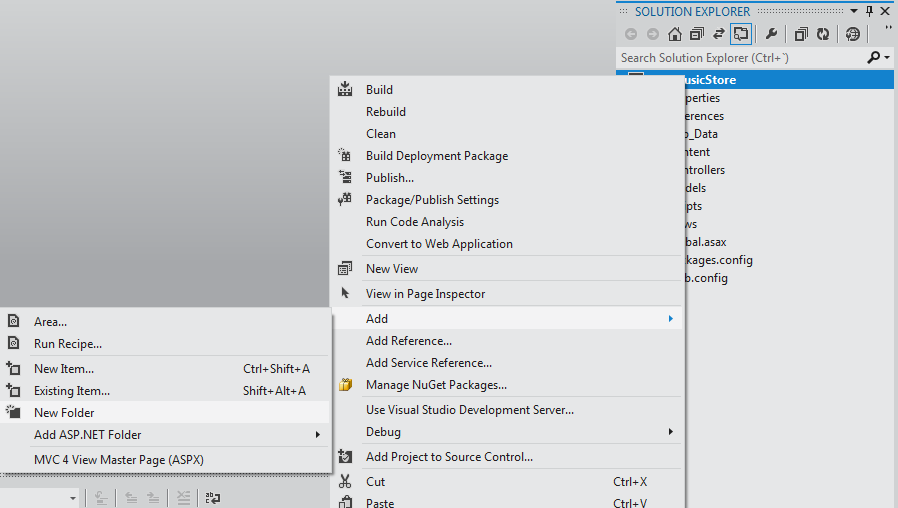 SOLUTION EXPLORER
Search Solution Explorer (Ctrl+`)
usicStore
perties
erences
_Data
ntent
ntrollers
dels
ipts
ws
bal.asax
kages.config
b.config
Build
Rebuild
Clean
Build Deployment Package
Publish...
Package/Publish Settings
Run Code Analysis
Convert to Web Application
New View
View in Page Inspector
Add
Add Reference...
Add Service Reference...
Manage NuGet Packages...
Use Visual Studio Development Server...
Debug
Add Project to Source Control...
Cut Ctrl+X
Paste Ctrl+V
Area...
Run Recipe...
New Item... Ctrl+Shift+A
Existing Item... Shift+Alt+A
New Folder
Add ASP.NET Folder
MVC 4 View Master Page (ASPX)